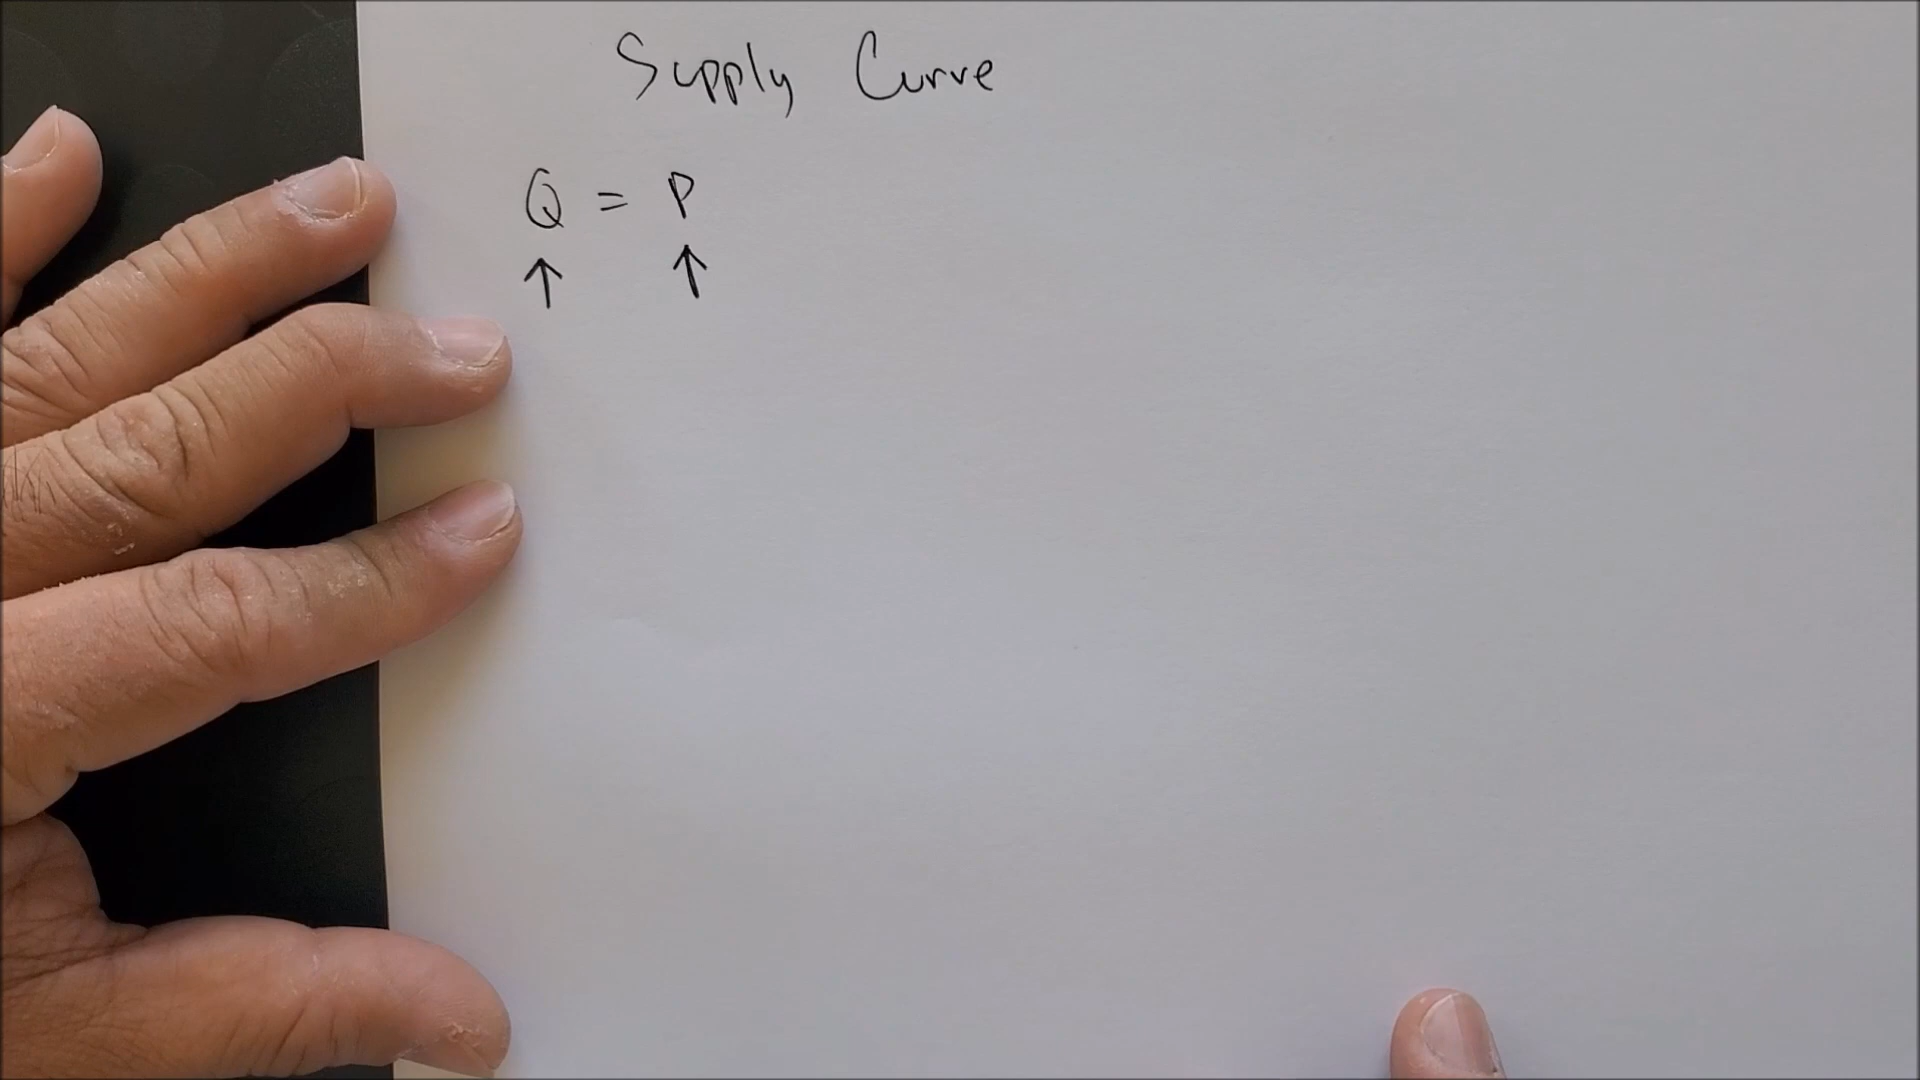 Supply Curve
Q = P
↑ ↑